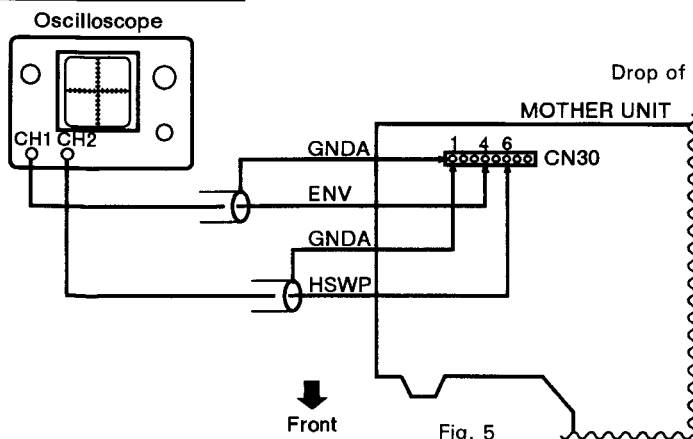 Oscilloscope
Drop of
MOTHER UNIT
CH1 CH2
GNDA
1 4 6
CN30
ENV
GNDA
HSWP
Front
Fig. 5